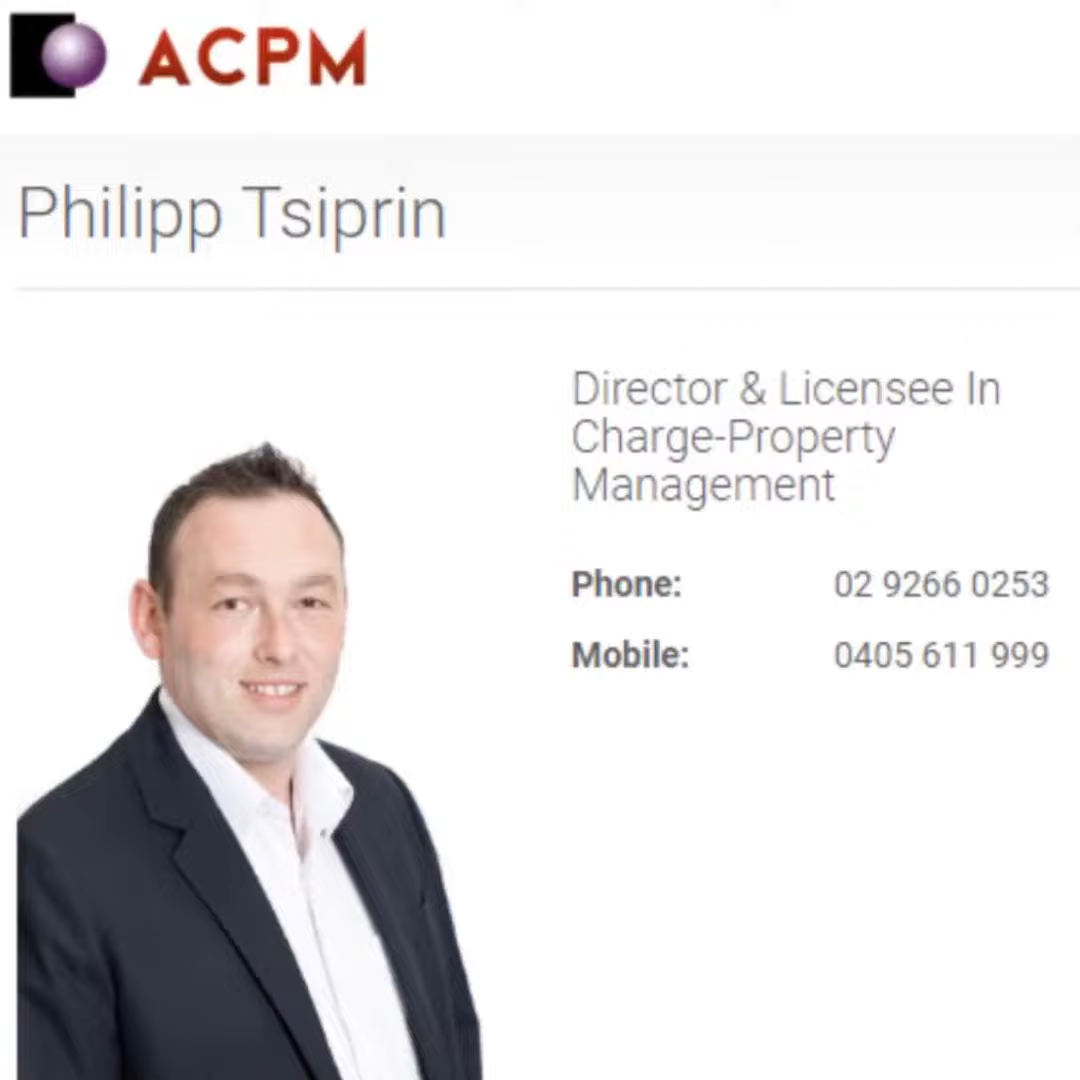 ACPM
Philipp Tsiprin
Director & Licensee In
Charge-Property
Management
Phone: 02 9266 0253
Mobile: 0405 611 999